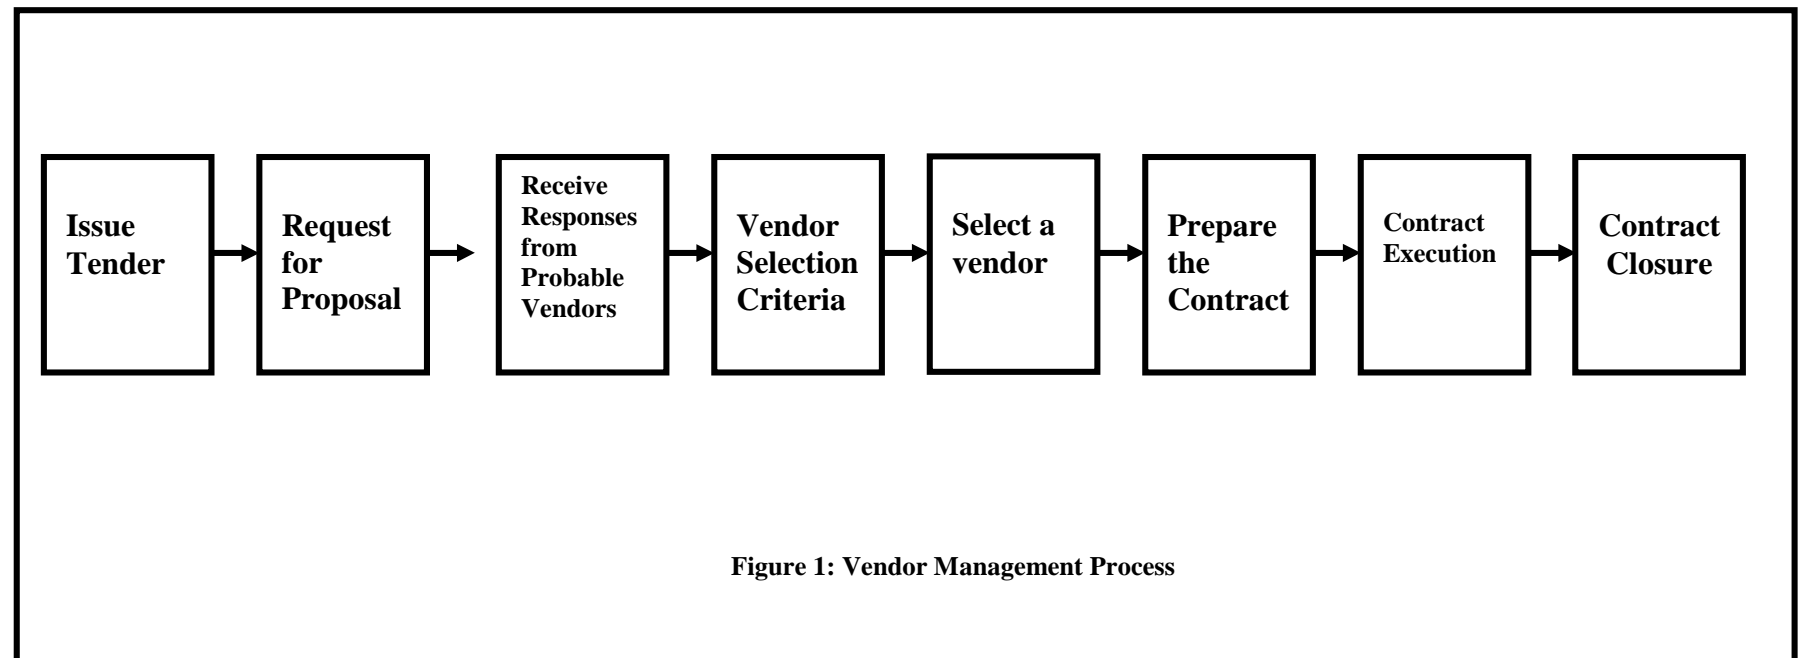 Issue
Tender
Request
for
Proposal
Receive
Responses
from
Probable
Vendors
Vendor
Selection
Criteria
Select a
vendor
Prepare
the
Contract
Contract
Execution
Contract
Closure
Figure 1: Vendor Management Process